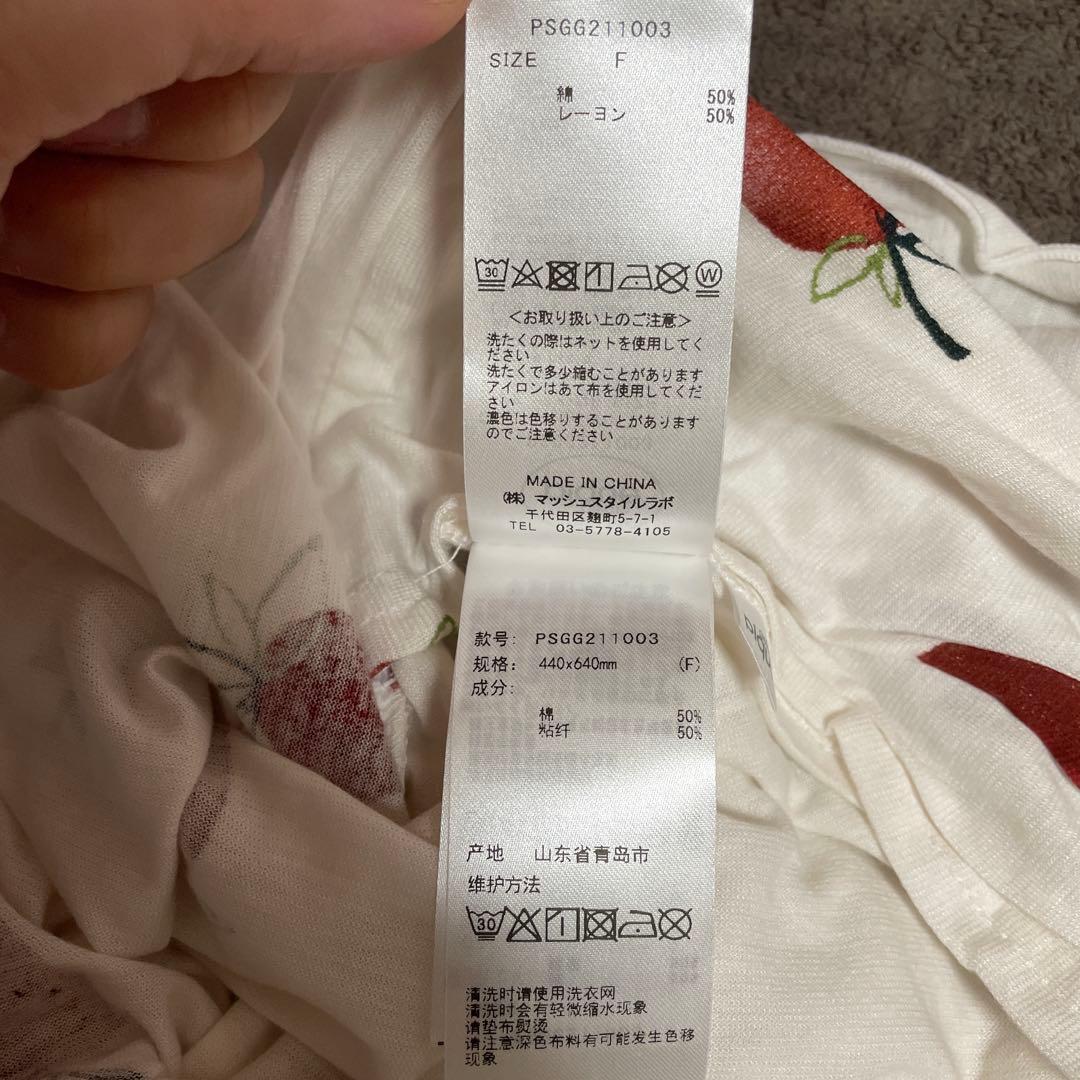 PSGG211003
SIZE F
綿 50%
レーヨン 50%
30 W
<お取り扱い上のご注意>
洗たくの際はネットを使用してく
ださい
洗たくで多少縮むことがあります
アイロンはあて布を使用してくだ
さい
濃色は色移りすることがあります
のでご注意ください
MADE IN CHINA
(株) マッシュスタイルラボ
千代田区麹町5-7-1
TEL 03-5778-4105
款号: PSGG211003
规格: 440x640mm (F)
成分:
棉 50%
粘纤 50%
产地 山东省青岛市
维护方法
30
清洗时请使用洗衣网
清洗时会有轻微缩水现象
请垫布熨烫
请注意深色布料有可能发生色移
现象